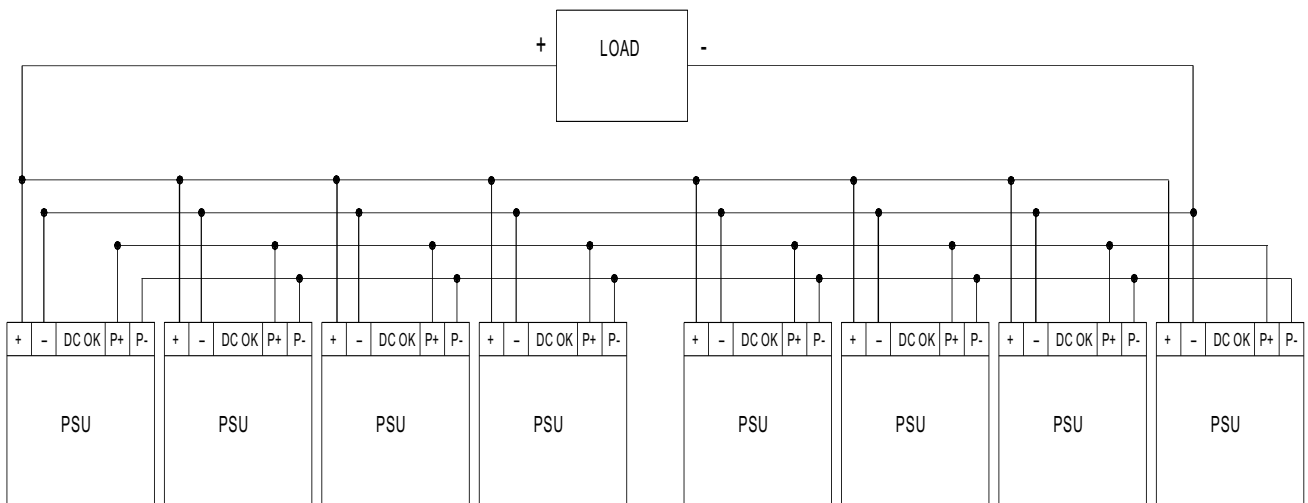 + LOAD -
+ – DC OK P+ P- + – DC OK P+ P- + – DC OK P+ P- + – DC OK P+ P- + – DC OK P+ P- + – DC OK P+ P- + – DC OK P+ P- + – DC OK P+ P-
PSU PSU PSU PSU PSU PSU PSU PSU